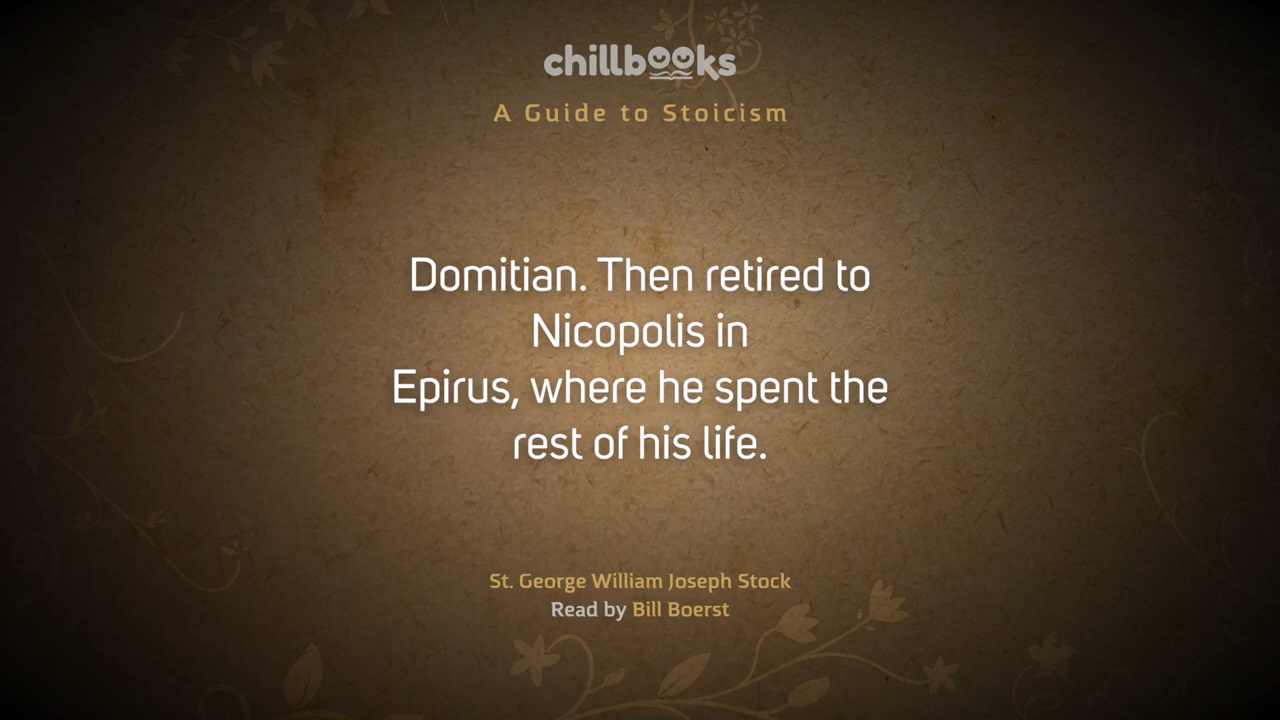 chillbooks
A Guide to Stoicism
Domitian. Then retired to
Nicopolis in
Epirus, where he spent the
rest of his life.
St. George William Joseph Stock
Read by Bill Boerst